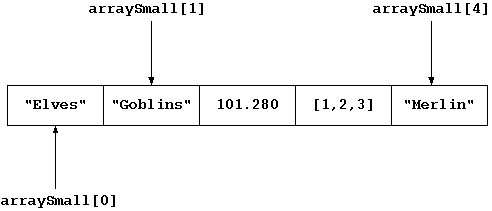 arraySmall[1] arraySmall[4]
"Elves" "Goblins" 101.280 [1,2,3] "Merlin"
arraySmall[0]